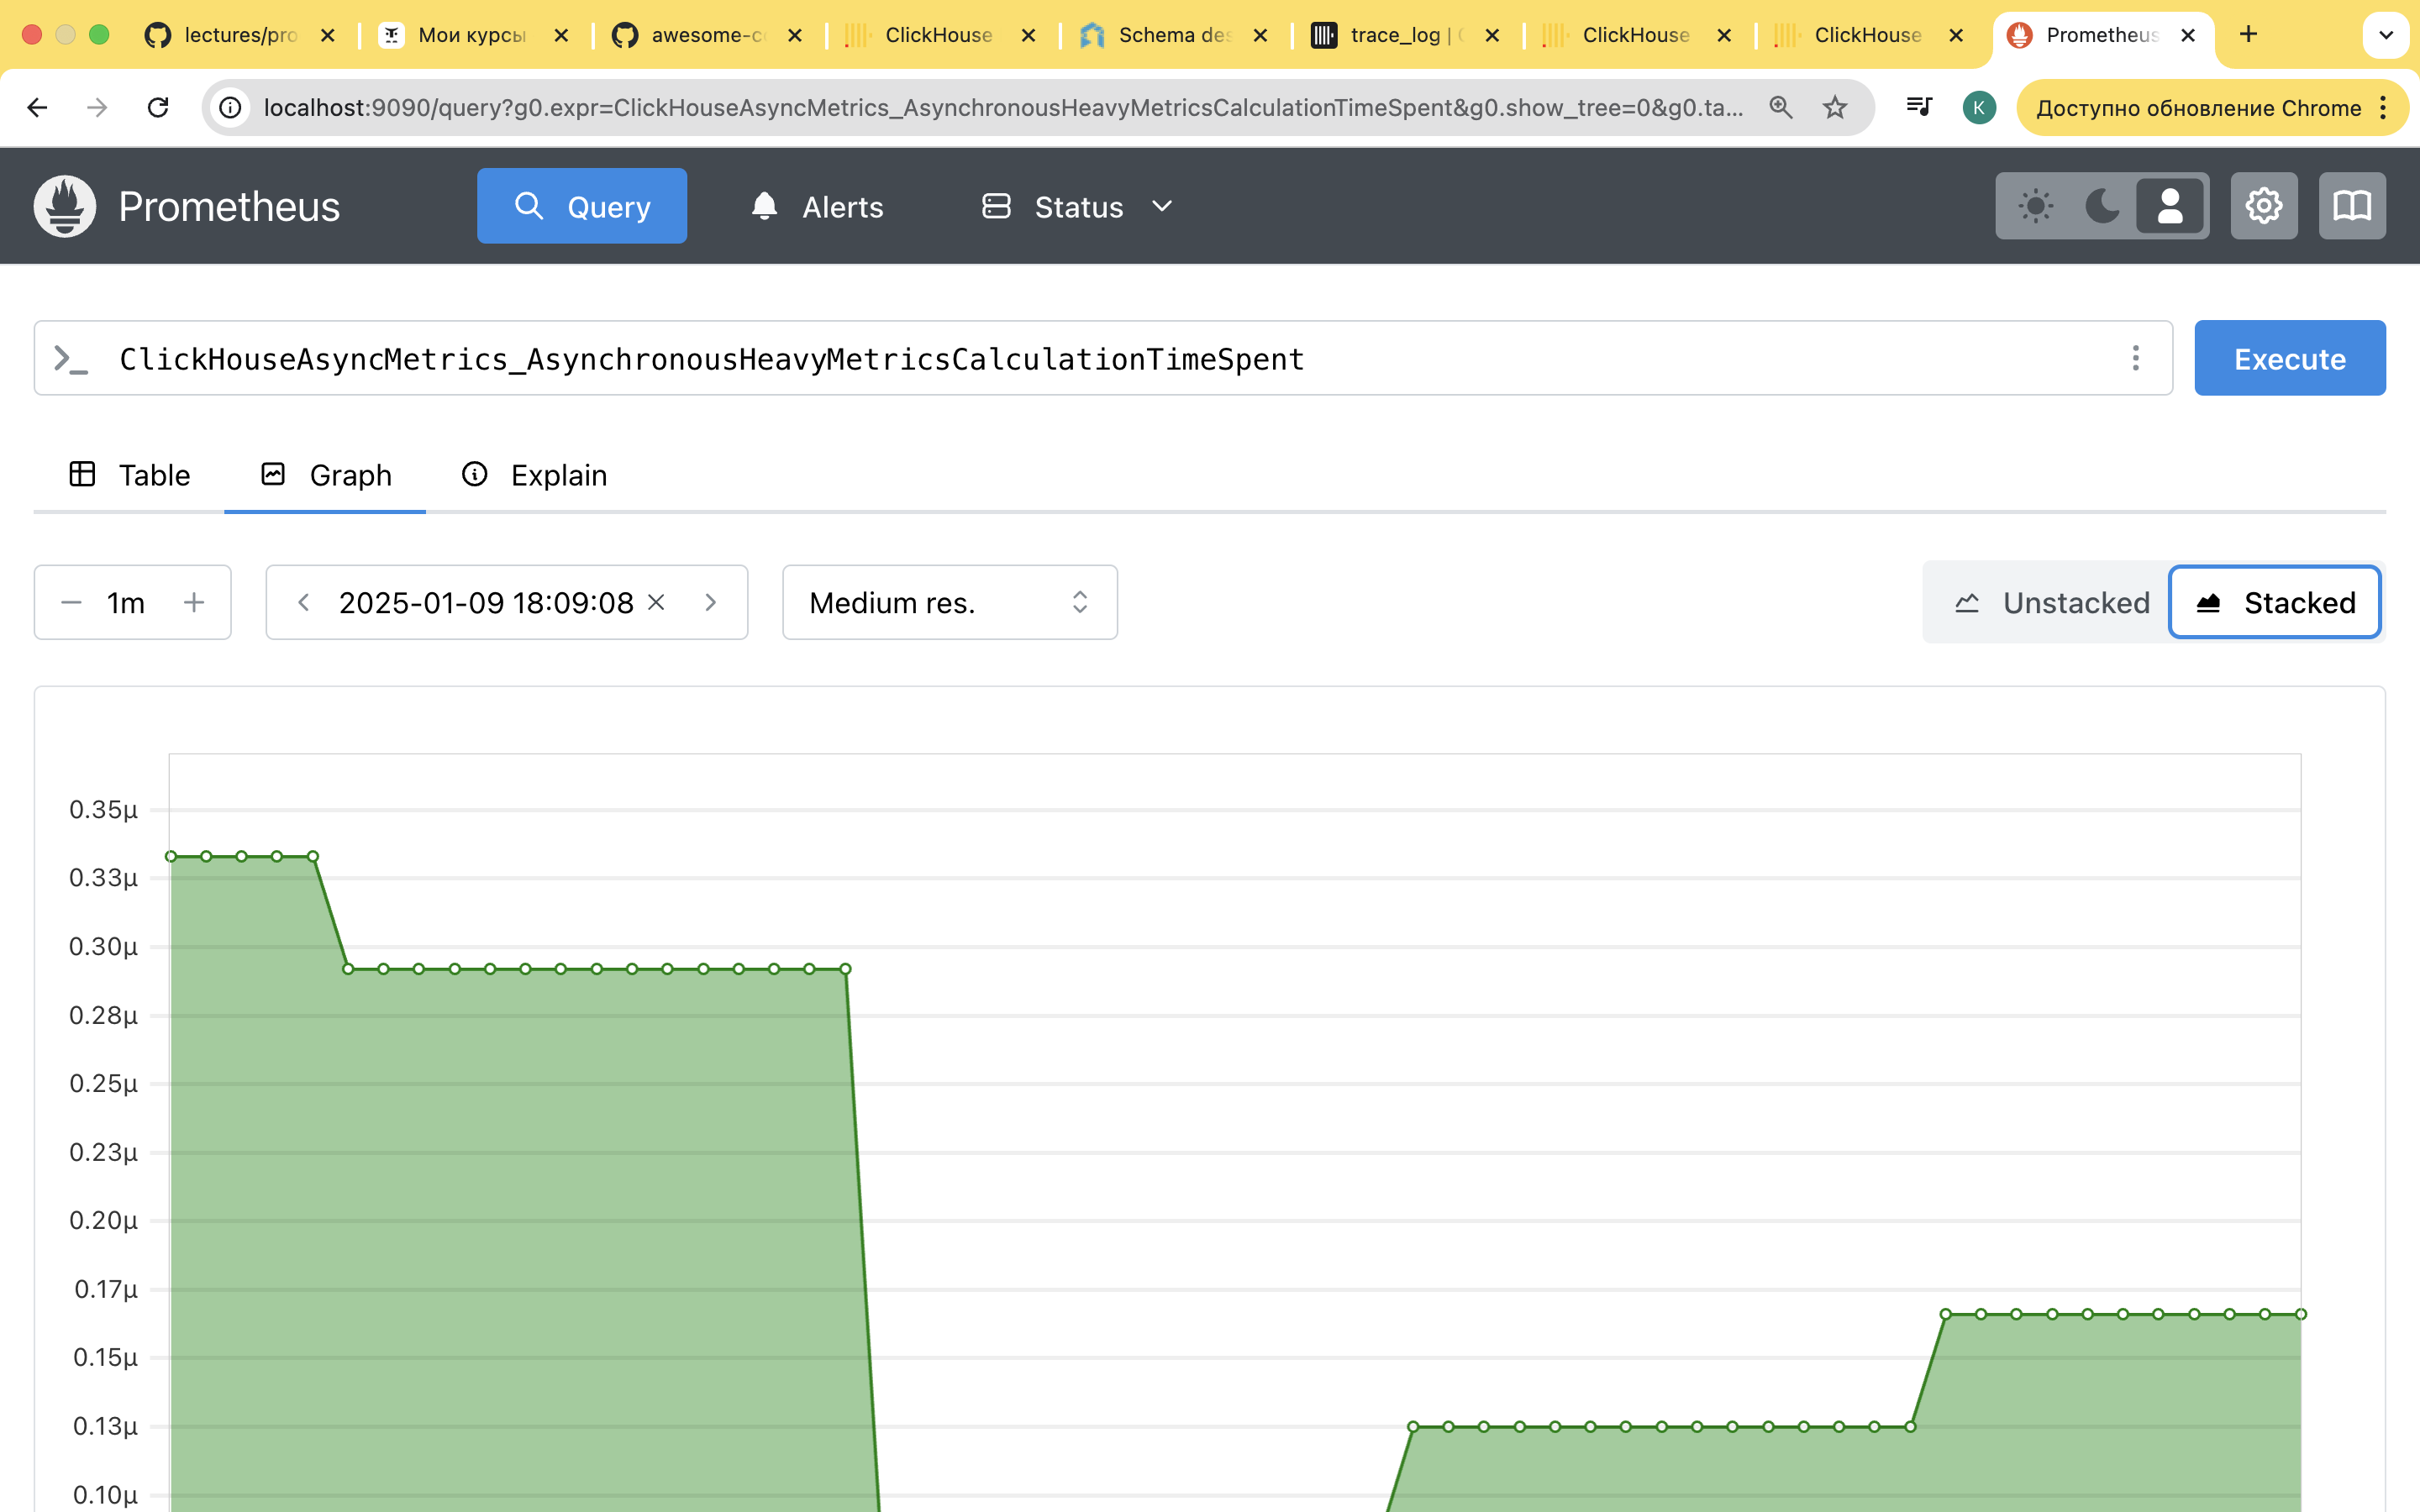 lectures/pro
Мои курсы
awesome-co
ClickHouse
Schema des
trace_log | C
ClickHouse
ClickHouse
Prometheus
localhost:9090/query?g0.expr=ClickHouseAsyncMetrics_AsynchronousHeavyMetricsCalculationTimeSpent&g0.show_tree=0&g0.ta...
K
Доступно обновление Chrome
Prometheus
Query
Alerts
Status
ClickHouseAsyncMetrics_AsynchronousHeavyMetricsCalculationTimeSpent
Execute
Table
Graph
Explain
1m
2025-01-09 18:09:08
Medium res.
Unstacked
Stacked
0.35µ
0.33µ
0.30µ
0.28µ
0.25µ
0.23µ
0.20µ
0.17µ
0.15µ
0.13µ
0.10µ